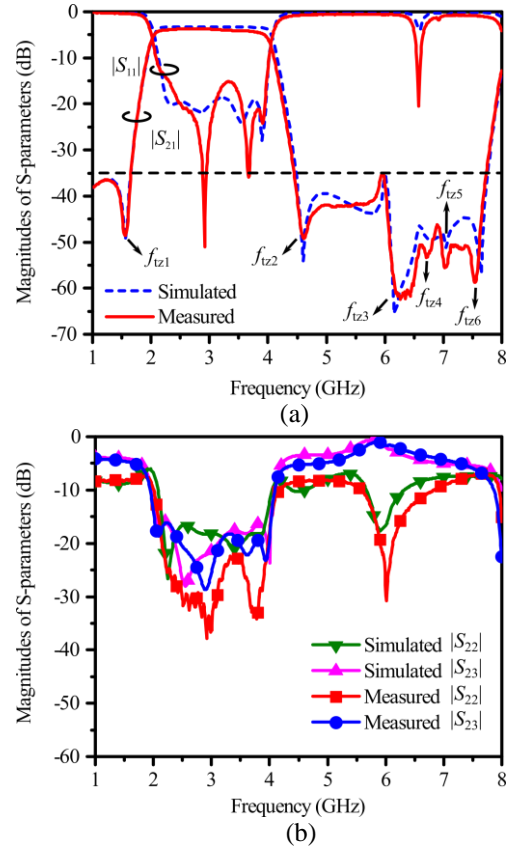 0
-10
-20
-30
-40
-50
-60
-70
Magnitudes of S-parameters (dB)
|S11|
|S21|
ftz1
ftz2
ftz3
ftz4
ftz5
ftz6
Simulated
Measured
1 2 3 4 5 6 7 8
Frequency (GHz)
(a)
0
-10
-20
-30
-40
-50
-60
Magnitudes of S-parameters (dB)
Simulated |S22|
Simulated |S23|
Measured |S22|
Measured |S23|
1 2 3 4 5 6 7 8
Frequency (GHz)
(b)